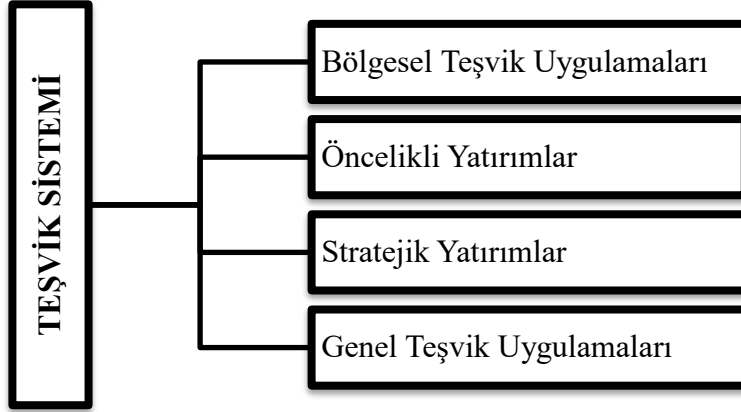 TEŞVİK SİSTEMİ
Bölgesel Teşvik Uygulamaları
Öncelikli Yatırımlar
Stratejik Yatırımlar
Genel Teşvik Uygulamaları